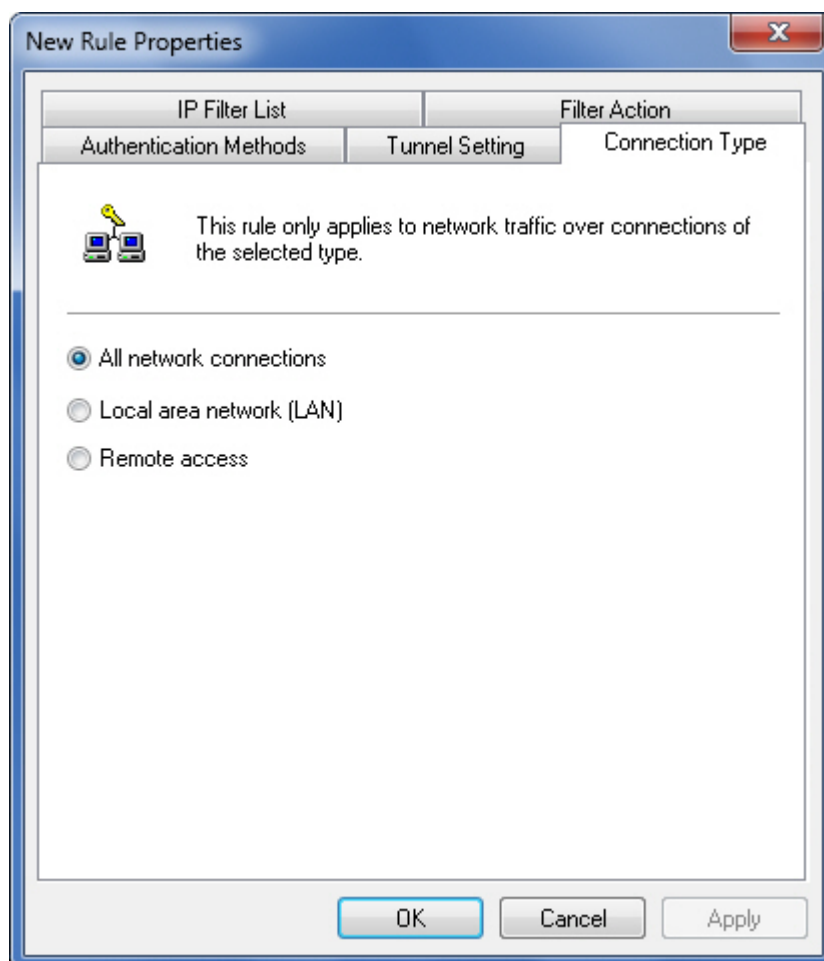 New Rule Properties
IP Filter List
Filter Action
Authentication Methods
Tunnel Setting
Connection Type
This rule only applies to network traffic over connections of
the selected type.
All network connections
Local area network (LAN)
Remote access
OK
Cancel
Apply